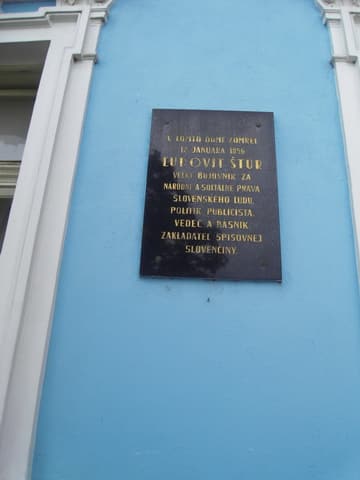 V TOMTO DOME ZOMREL
12 JANUÁRA 1856
ĽUDOVÍT ŠTÚR
VEĽKÝ BOJOVNÍK ZA
NÁRODNÉ A SOCIÁLNE PRÁVA
SLOVENSKÉHO ĽUDU,
POLITIK PUBLICISTA,
VEDEC A BÁSNIK
ZAKLADATEĽ SPISOVNEJ
SLOVENČINY.